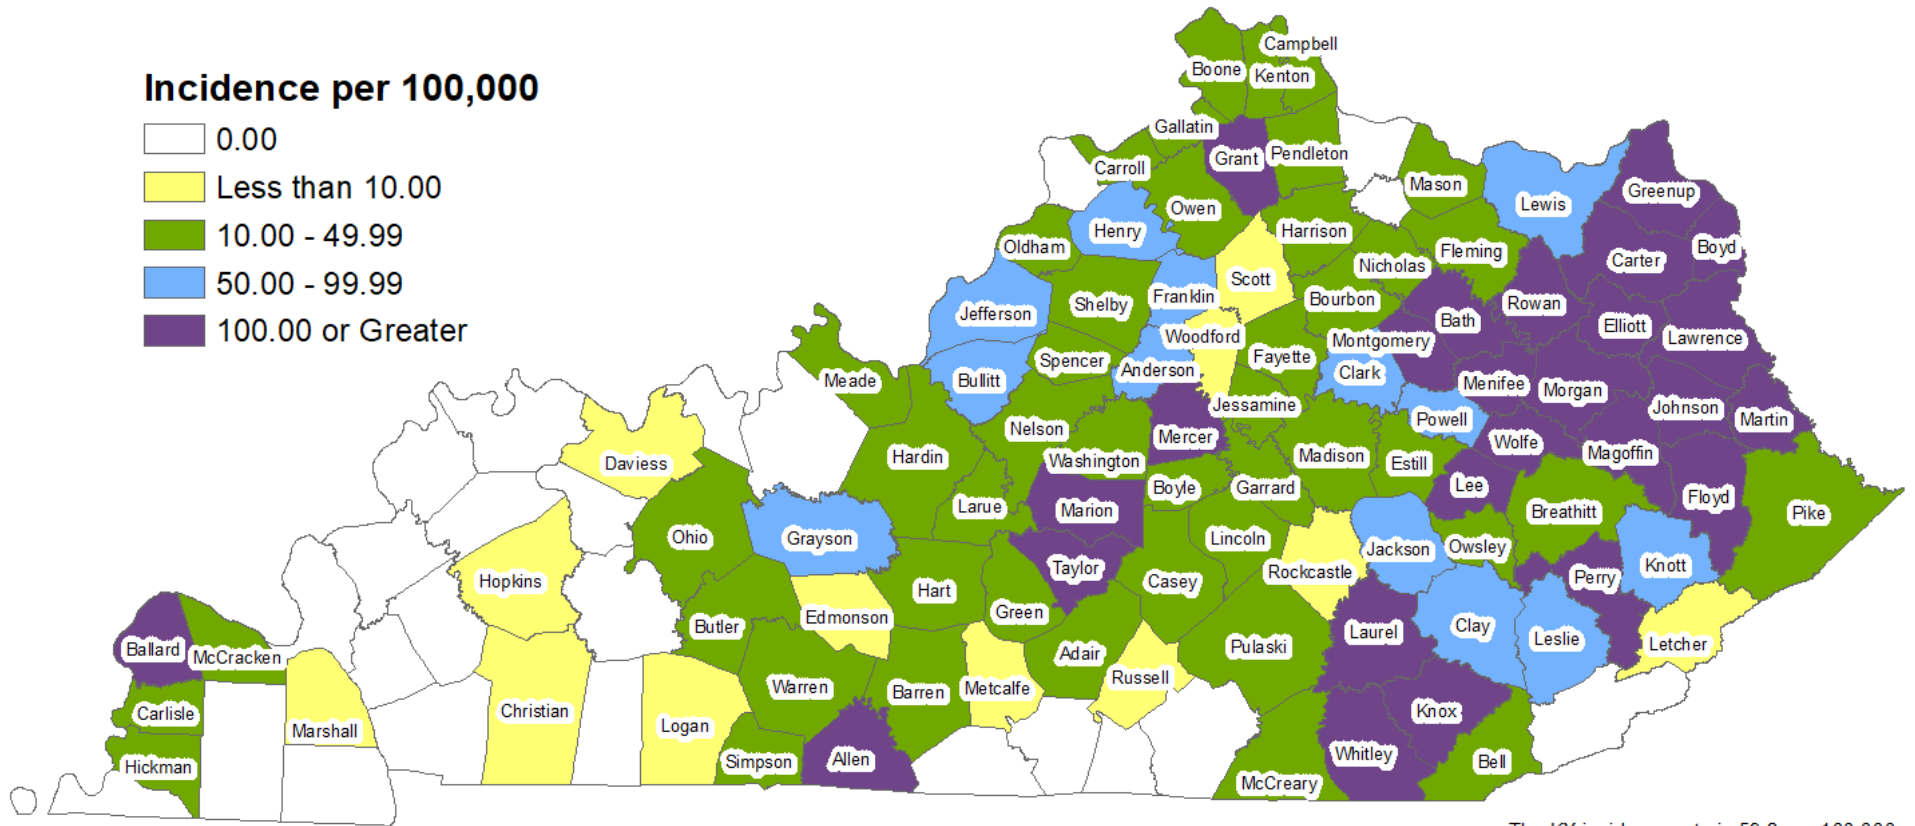 Incidence per 100,000
0.00
Less than 10.00
10.00 - 49.99
50.00 - 99.99
100.00 or Greater
Campbell
Boone
Kenton
Gallatin
Grant
Pendleton
Carroll
Mason
Greenup
Lewis
Owen
Henry
Harrison
Oldham
Fleming
Boyd
Carter
Nicholas
Scott
Franklin
Bourbon
Shelby
Rowan
Jefferson
Bath
Elliott
Woodford
Lawrence
Montgomery
Fayette
Spencer
Anderson
Clark
Bullitt
Meade
Menifee
Morgan
Jessamine
Johnson
Powell
Martin
Nelson
Mercer
Wolfe
Magoffin
Hardin
Madison
Washington
Estill
Daviess
Lee
Boyle
Garrard
Floyd
Larue
Marion
Breathitt
Pike
Ohio
Grayson
Lincoln
Jackson
Owsley
Knott
Taylor
Rockcastle
Perry
Hopkins
Casey
Hart
Green
Edmonson
Butler
Clay
Laurel
Leslie
Letcher
Pulaski
Ballard
McCracken
Adair
Russell
Warren
Metcalfe
Barren
Carlisle
Christian
Knox
Logan
Marshall
Whitley
Allen
Simpson
Bell
Hickman
McCreary